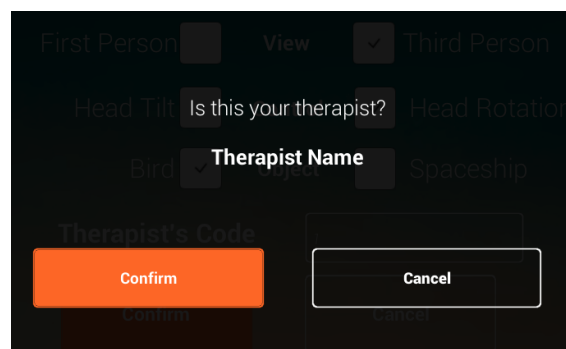 First Person View Third Person
Head Tilt Head Rotation
Is this your therapist?
Bird Object Spaceship
Therapist Name
Therapist's Code
Confirm Cancel
Confirm Cancel